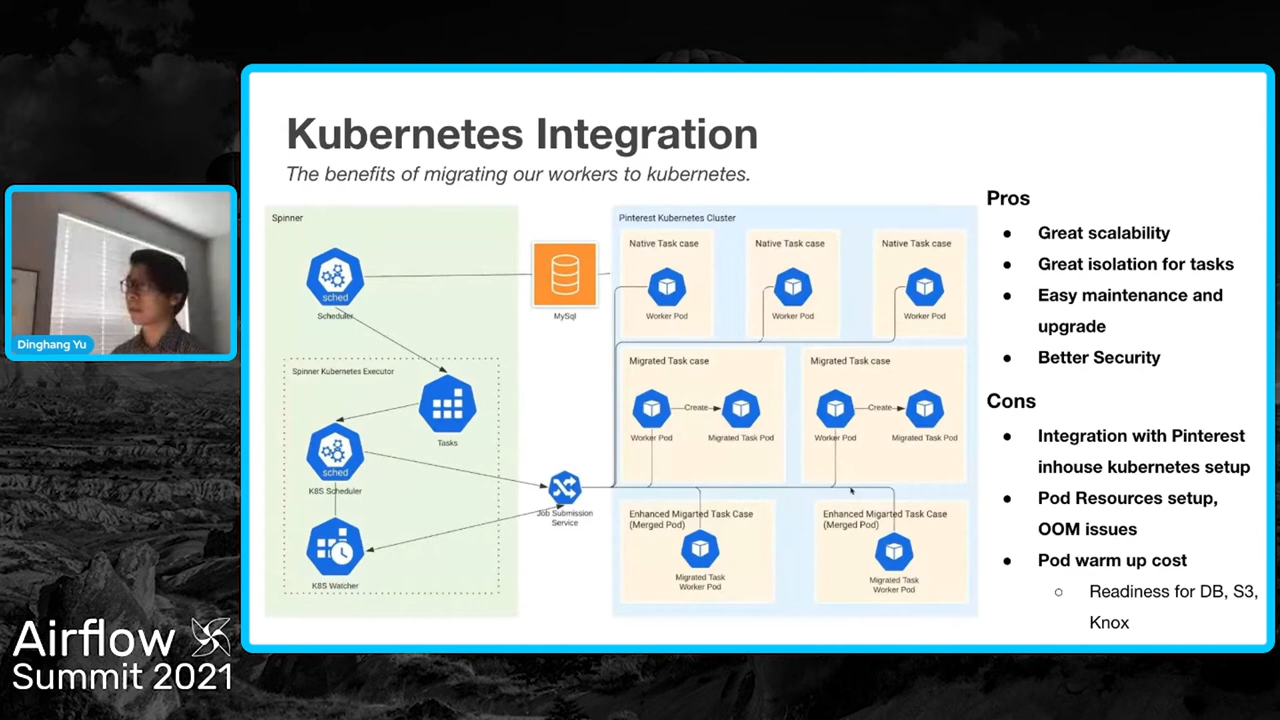 Kubernetes Integration
The benefits of migrating our workers to kubernetes.
Spinner
sched
Scheduler
Spinner Kubernetes Executor
Tasks
sched
K8S Scheduler
K8S Watcher
MySql
Job Submission
Service
Pinterest Kubernetes Cluster
Native Task case
Worker Pod
Native Task case
Worker Pod
Native Task case
Worker Pod
Migrated Task case
Create
Worker Pod
Migrated Task Pod
Migrated Task case
Create
Worker Pod
Migrated Task Pod
Enhanced Migarted Task Case
(Merged Pod)
Migrated Task
Worker Pod
Enhanced Migarted Task Case
(Merged Pod)
Migrated Task
Worker Pod
Pros
● Great scalability
● Great isolation for tasks
● Easy maintenance and
upgrade
● Better Security
Cons
● Integration with Pinterest
inhouse kubernetes setup
● Pod Resources setup,
OOM issues
● Pod warm up cost
○ Readiness for DB, S3,
Knox
Dinghang Yu
Airflow
Summit 2021